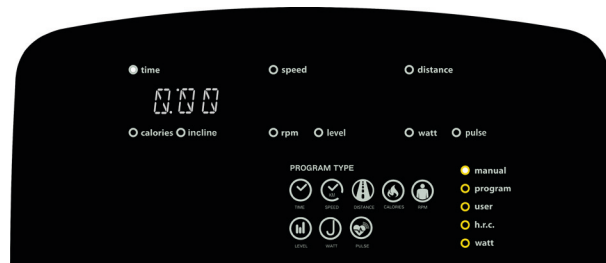 time speed distance
0:00
calories incline rpm level watt pulse
PROGRAM TYPE
manual
TIME SPEED DISTANCE CALORIES RPM
program
user
LEVEL WATT PULSE
h.r.c.
watt